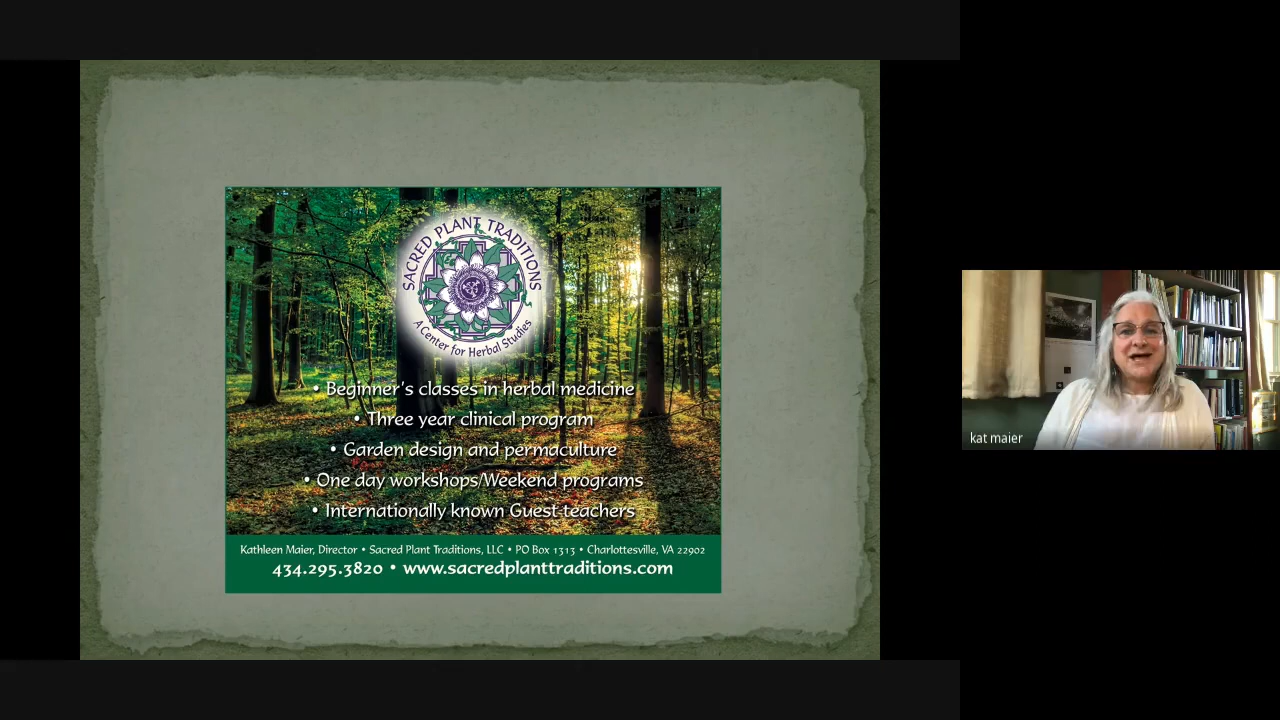 SACRED PLANT TRADITIONS
A Center for Herbal Studies
• Beginner's classes in herbal medicine
• Three year clinical program
• Garden design and permaculture
• One day workshops/Weekend programs
• Internationally known Guest teachers
Kathleen Maier, Director • Sacred Plant Traditions, LLC • PO Box 1313 • Charlottesville, VA 22902
434.295.3820 • www.sacredplanttraditions.com
kat maier